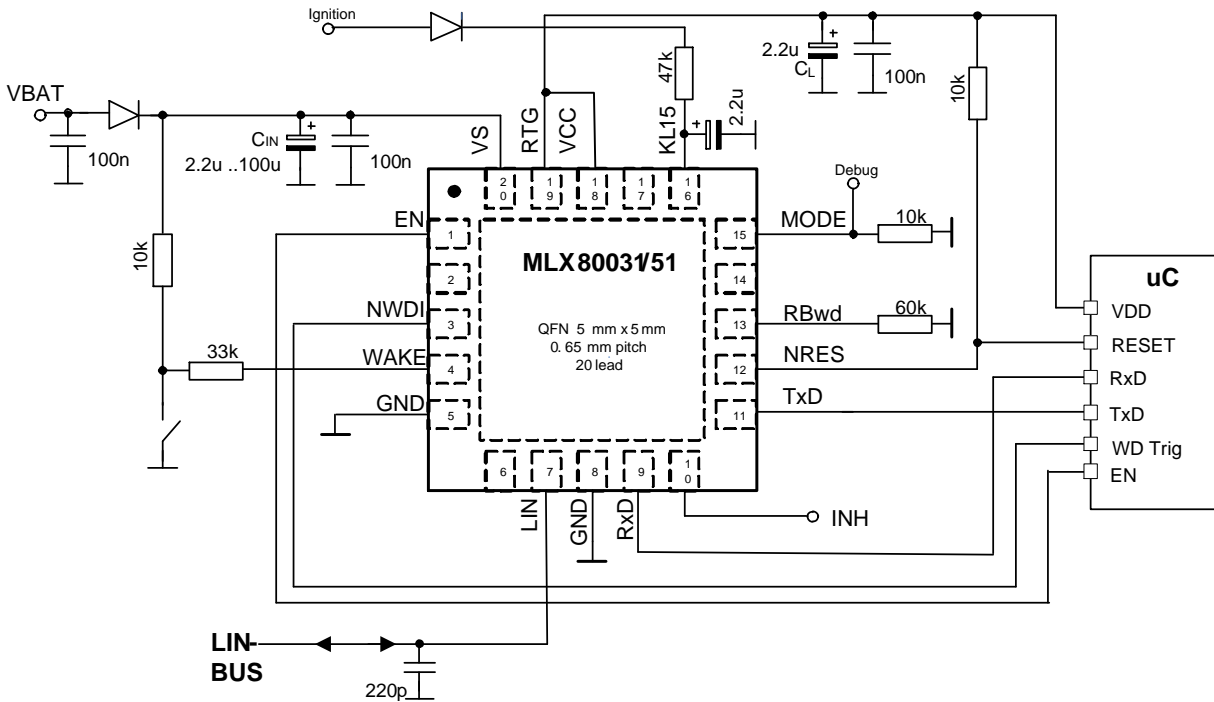 Ignition
VBAT
100n
10k
CIN
2.2u ..100u
100n
VS
RTG
VCC
KL15
47k
2.2u
2.2u
CL
100n
10k
20
19
18
17
16
EN
1
2
NWDI
3
33k
WAKE
4
GND
5
MLX80031/51
QFN 5 mm x 5 mm
0. 65 mm pitch
20 lead
Debug
15
MODE
10k
14
13
RBwd
60k
12
NRES
11
TxD
6
7
8
9
10
LIN
GND
RxD
INH
uC
VDD
RESET
RxD
TxD
WD Trig
EN
LIN-
BUS
220p